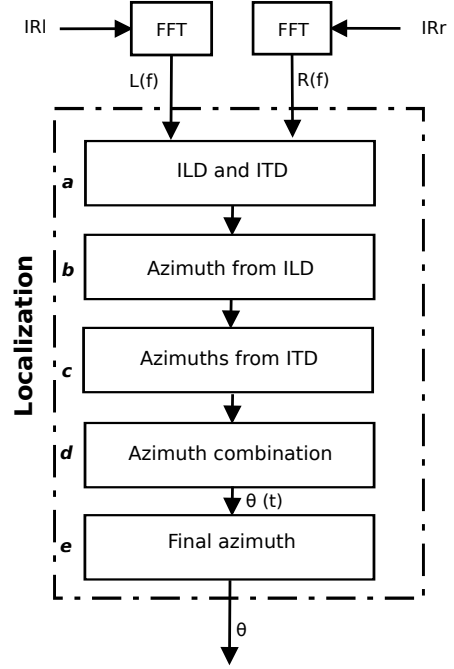 IRl
FFT
FFT
IRr
L(f)
R(f)
Localization
a
ILD and ITD
b
Azimuth from ILD
c
Azimuths from ITD
d
Azimuth combination
θ (t)
e
Final azimuth
θ